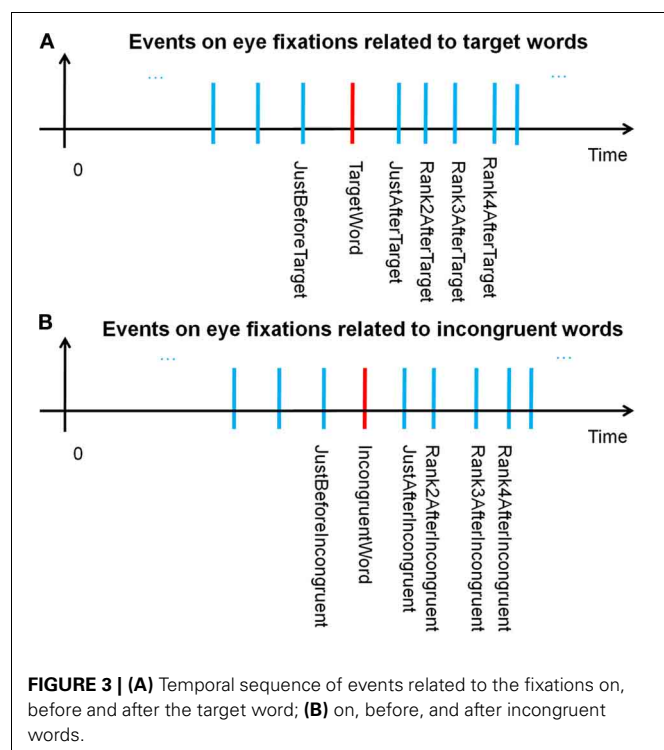 A
Events on eye fixations related to target words
...
...
0
Time
JustBeforeTarget
TargetWord
JustAfterTarget
Rank2AfterTarget
Rank3AfterTarget
Rank4AfterTarget
B
Events on eye fixations related to incongruent words
...
...
0
Time
JustBeforeIncongruent
IncongruentWord
JustAfterIncongruent
Rank2AfterIncongruent
Rank3AfterIncongruent
Rank4AfterIncongruent
FIGURE 3 | (A) Temporal sequence of events related to the fixations on,
before and after the target word; (B) on, before, and after incongruent
words.